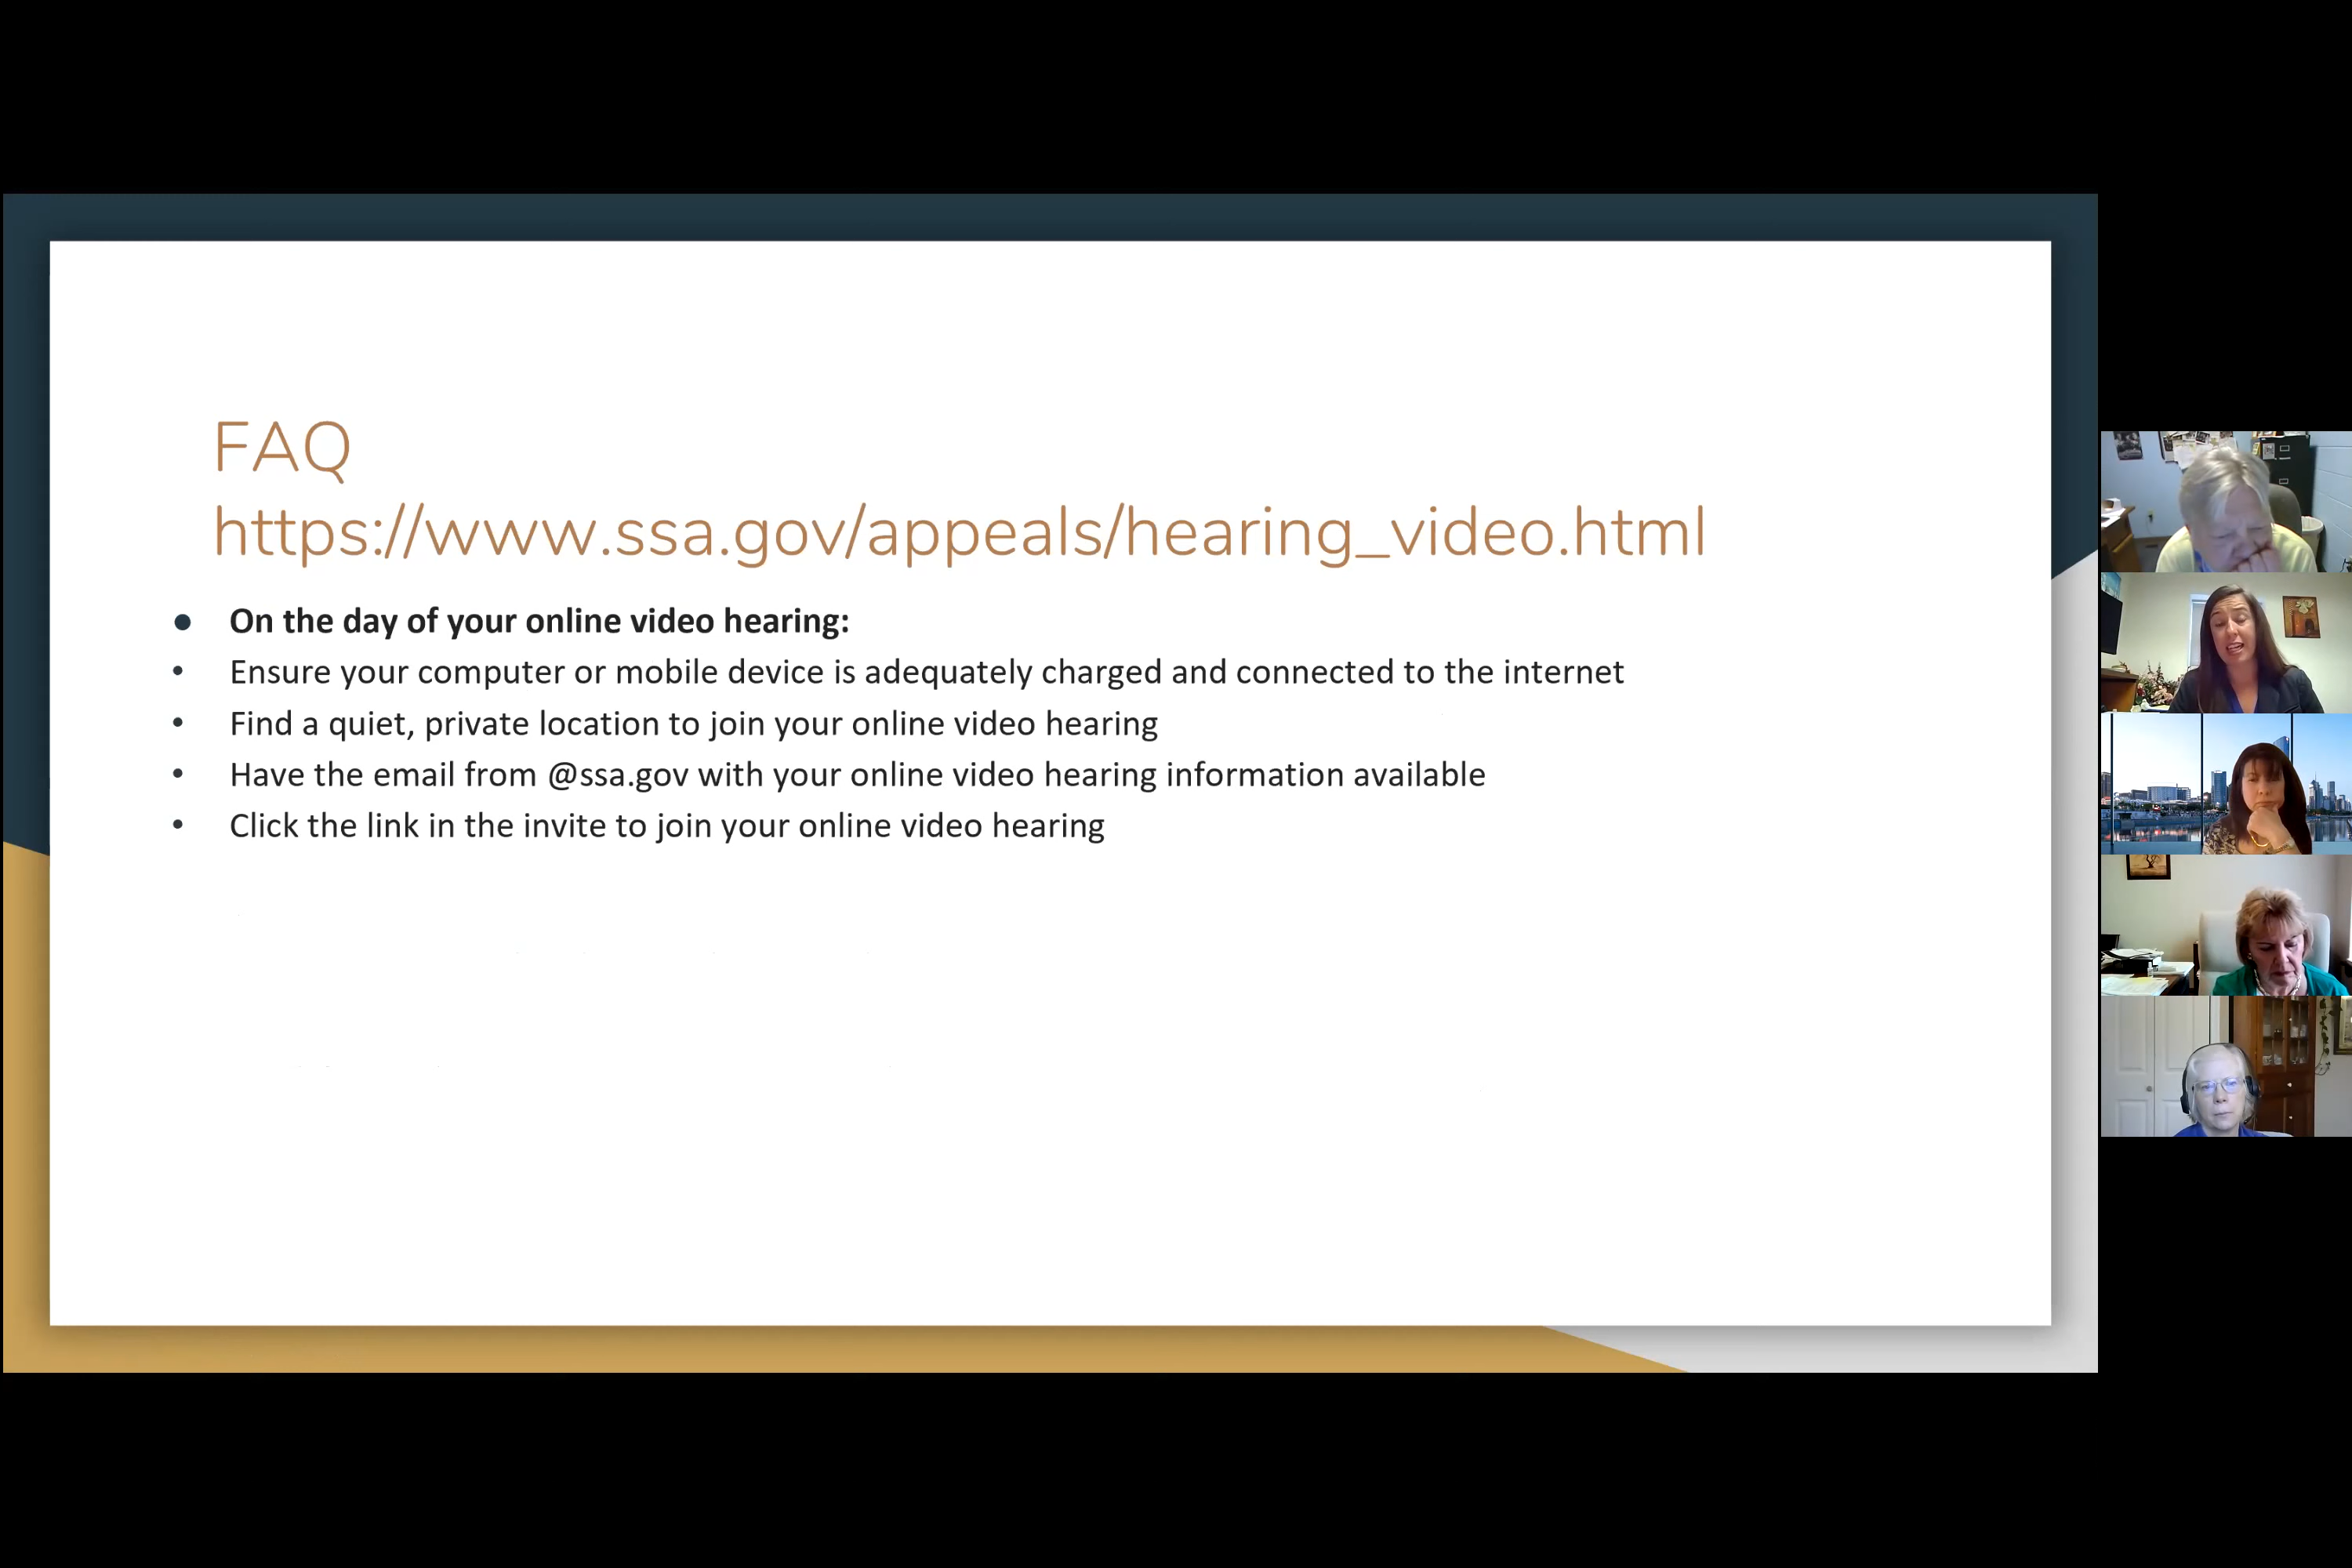 FAQ
https://www.ssa.gov/appeals/hearing_video.html
● On the day of your online video hearing:
• Ensure your computer or mobile device is adequately charged and connected to the internet
• Find a quiet, private location to join your online video hearing
• Have the email from @ssa.gov with your online video hearing information available
• Click the link in the invite to join your online video hearing